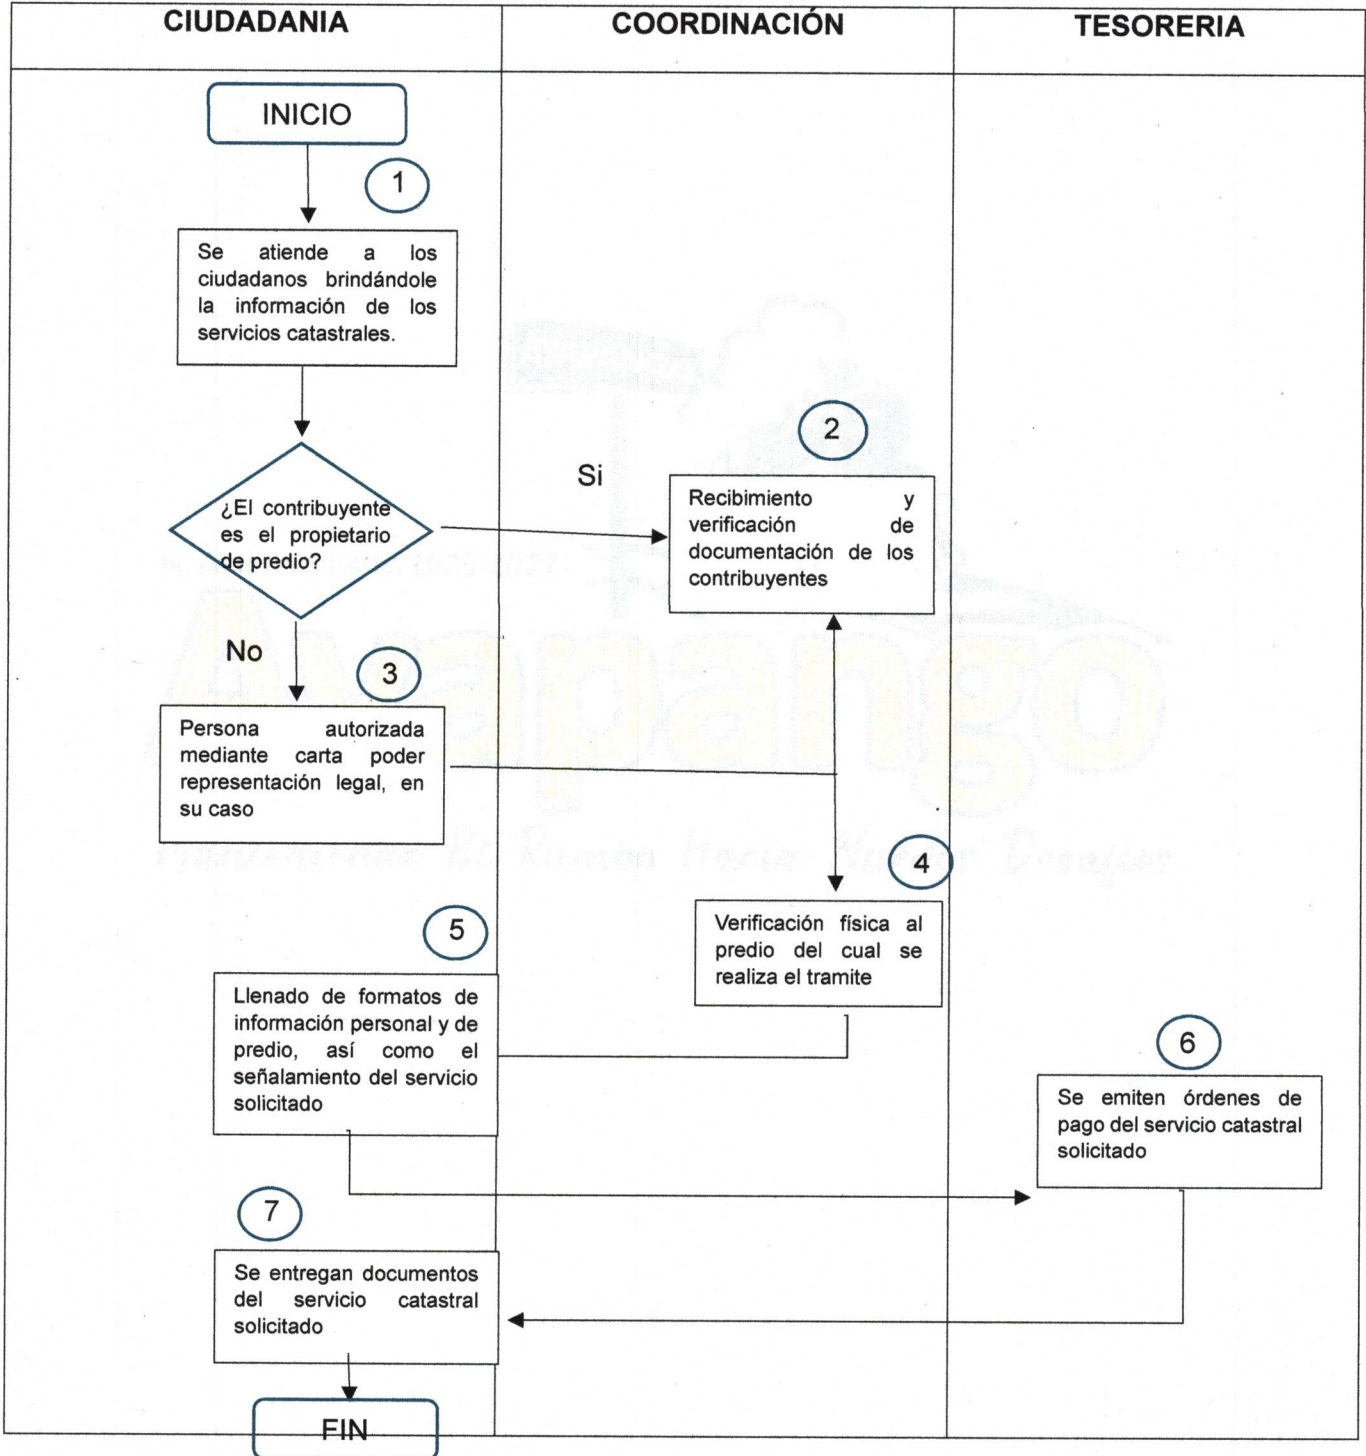 CIUDADANIA
COORDINACIÓN
TESORERIA
INICIO
1
Se atiende a los
ciudadanos brindándole
la información de los
servicios catastrales.
2
Si
¿El contribuyente
es el propietario
de predio?
Recibimiento y
verificación de
documentación de los
contribuyentes
No
3
Persona autorizada
mediante carta poder
representación legal, en
su caso
4
Verificación física al
predio del cual se
realiza el tramite
5
Llenado de formatos de
información personal y de
predio, así como el
señalamiento del servicio
solicitado
6
Se emiten órdenes de
pago del servicio catastral
solicitado
7
Se entregan documentos
del servicio catastral
solicitado
FIN